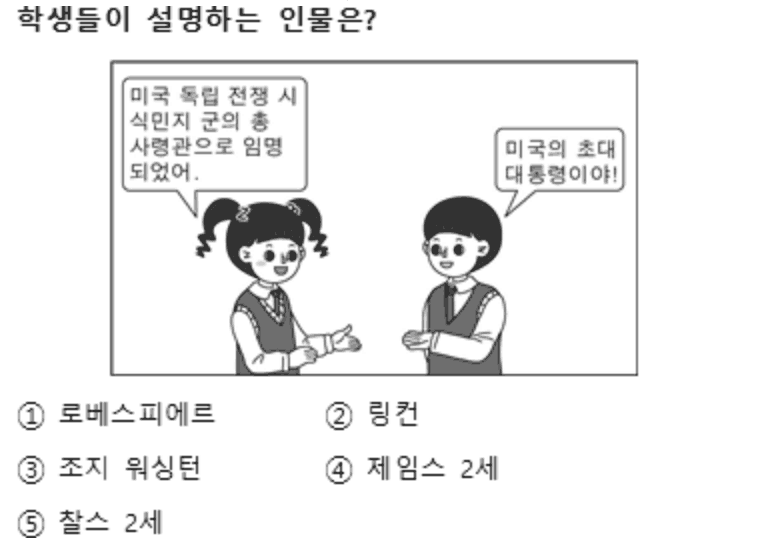 학생들이 설명하는 인물은?
미국 독립 전쟁 시
식민지 군의 총
사령관으로 임명
되었어.
미국의 초대
대통령이야!
① 로베스피에르
② 링컨
③ 조지 워싱턴
④ 제임스 2세
⑤ 찰스 2세